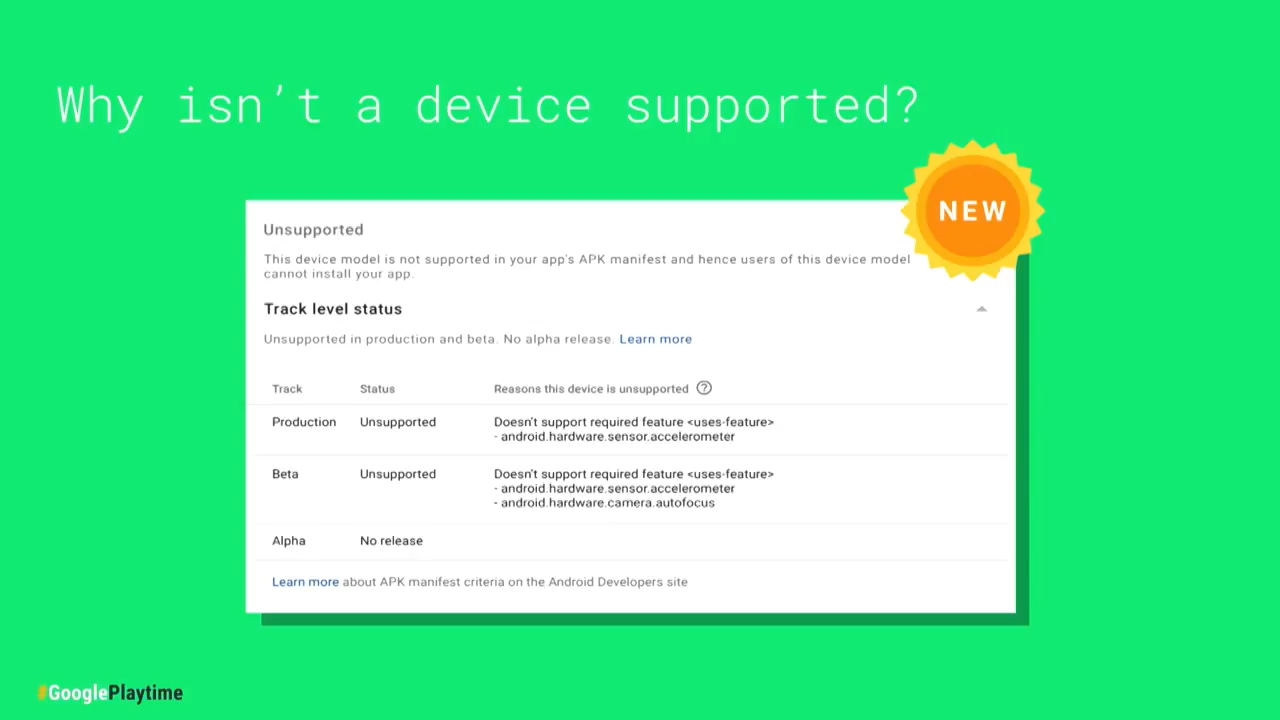 Why isn't a device supported?
NEW
Unsupported
This device model is not supported in your app's APK manifest and hence users of this device model
cannot install your app.
Track level status
Unsupported in production and beta. No alpha release. Learn more
Track Status Reasons this device is unsupported ?
Production Unsupported Doesn't support required feature <uses-feature>
- android.hardware.sensor.accelerometer
Beta Unsupported Doesn't support required feature <uses-feature>
- android.hardware.sensor.accelerometer
- android.hardware.camera.autofocus
Alpha No release
Learn more about APK manifest criteria on the Android Developers site
#GooglePlaytime